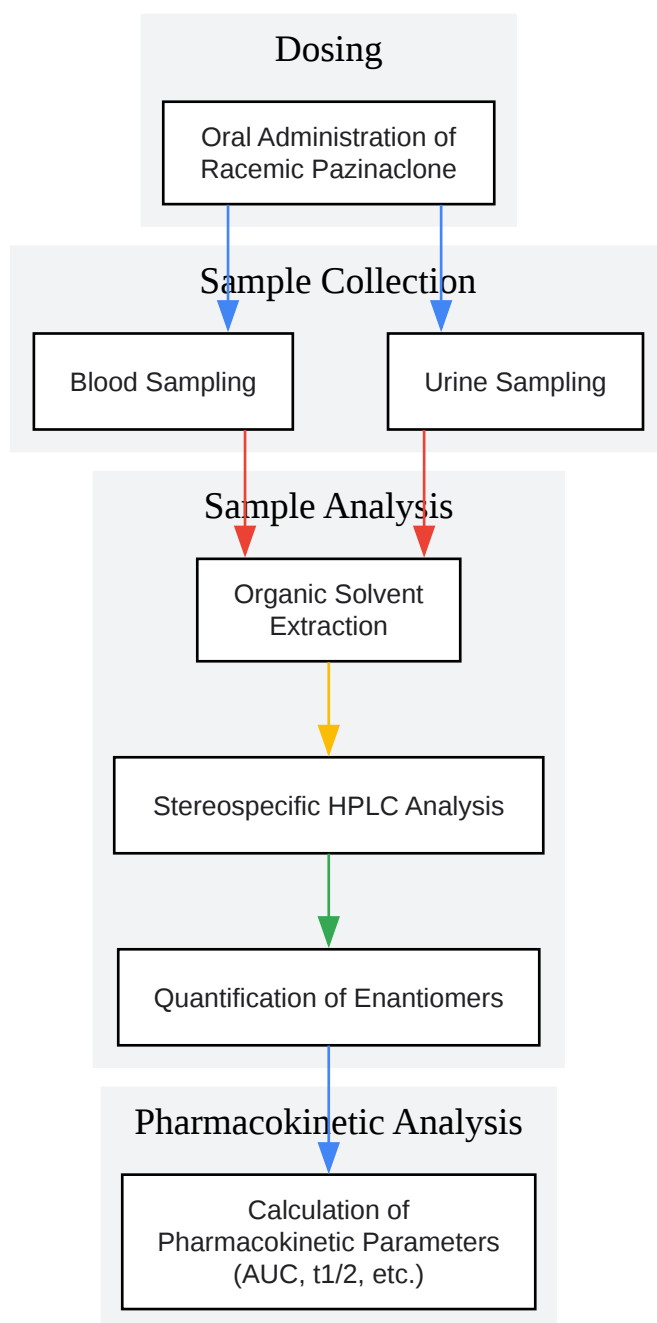 Dosing
Oral Administration of
Racemic Pazinaclone
Sample Collection
Blood Sampling
Urine Sampling
Sample Analysis
Organic Solvent
Extraction
Stereospecific HPLC Analysis
Quantification of Enantiomers
Pharmacokinetic Analysis
Calculation of
Pharmacokinetic Parameters
(AUC, t1/2, etc.)